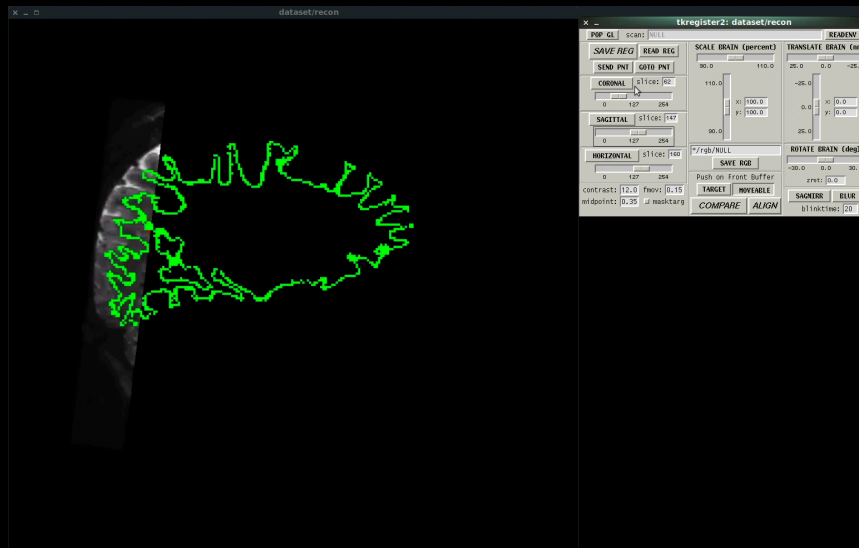 dataset/recon
tkregister2: dataset/recon
POP GL scan: NULL READENV
SAVE REG READ REG
SEND PNT GOTO PNT
CORONAL slice: 62
0 127 254
SAGITTAL slice: 147
0 127 254
HORIZONTAL slice: 160
0 127 254
contrast: 12.0 fmov: 0.15
midpoint: 0.35 masktarg
SCALE BRAIN (percent)
90.0 110.0
110.0
x: 100.0
y: 100.0
90.0
*/rgb/NULL
SAVE RGB
Push on Front Buffer
TARGET MOVEABLE
COMPARE ALIGN
TRANSLATE BRAIN
25.0 0.0 -25.
-25.0
x: 0.0
0.0
y: 0.0
25.0
ROTATE BRAIN (deg)
-30.0 0.0 30.
zrot: 0.0
SAGMIRR BLUR
blinktime: 20